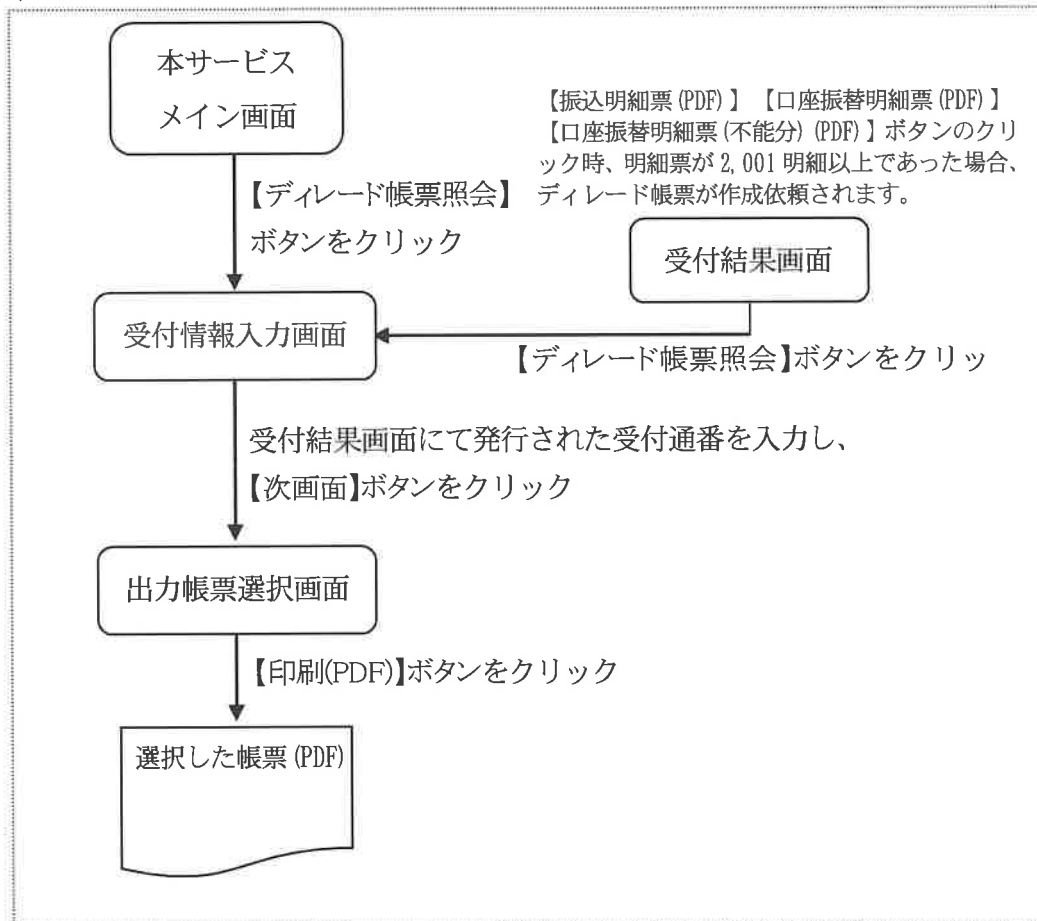 本サービス
メイン画面
【振込明細票(PDF)】【口座振替明細票(PDF)】
【口座振替明細票(不能分)(PDF)】ボタンのクリ
ック時、明細票が2,001明細以上であった場合、
ディレード帳票が作成依頼されます。
【ディレード帳票照会】
ボタンをクリック
受付結果画面
受付情報入力画面
【ディレード帳票照会】ボタンをクリッ
受付結果画面にて発行された受付通番を入力し、
【次画面】ボタンをクリック
出力帳票選択画面
【印刷(PDF)】ボタンをクリック
選択した帳票(PDF)